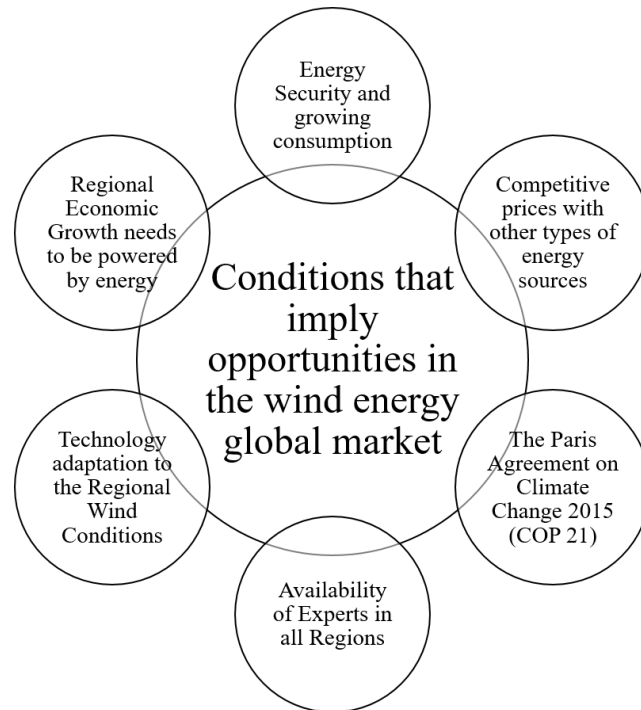 Energy
Security and
growing
consumption
Regional
Economic
Growth needs
to be powered
by energy
Competitive
prices with
other types of
energy
sources
Conditions that
imply
opportunities in
the wind energy
global market
Technology
adaptation to
the Regional
Wind
Conditions
The Paris
Agreement on
Climate
Change 2015
(COP 21)
Availability
of Experts in
all Regions